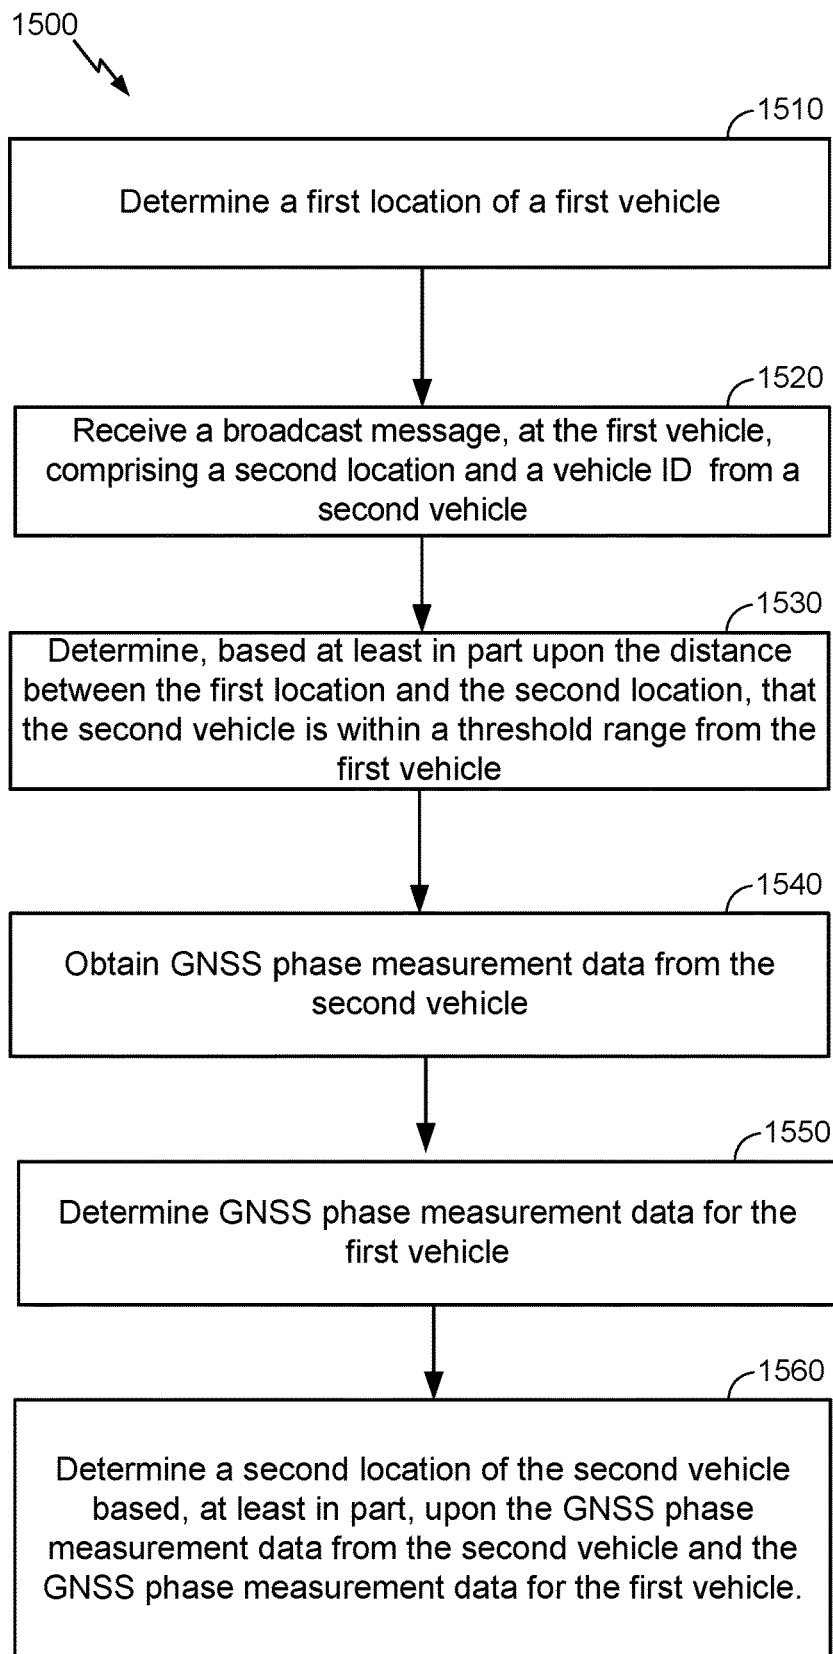 1500
1510
Determine a first location of a first vehicle
1520
Receive a broadcast message, at the first vehicle,
comprising a second location and a vehicle ID from a
second vehicle
1530
Determine, based at least in part upon the distance
between the first location and the second location, that
the second vehicle is within a threshold range from the
first vehicle
1540
Obtain GNSS phase measurement data from the
second vehicle
1550
Determine GNSS phase measurement data for the
first vehicle
1560
Determine a second location of the second vehicle
based, at least in part, upon the GNSS phase
measurement data from the second vehicle and the
GNSS phase measurement data for the first vehicle.